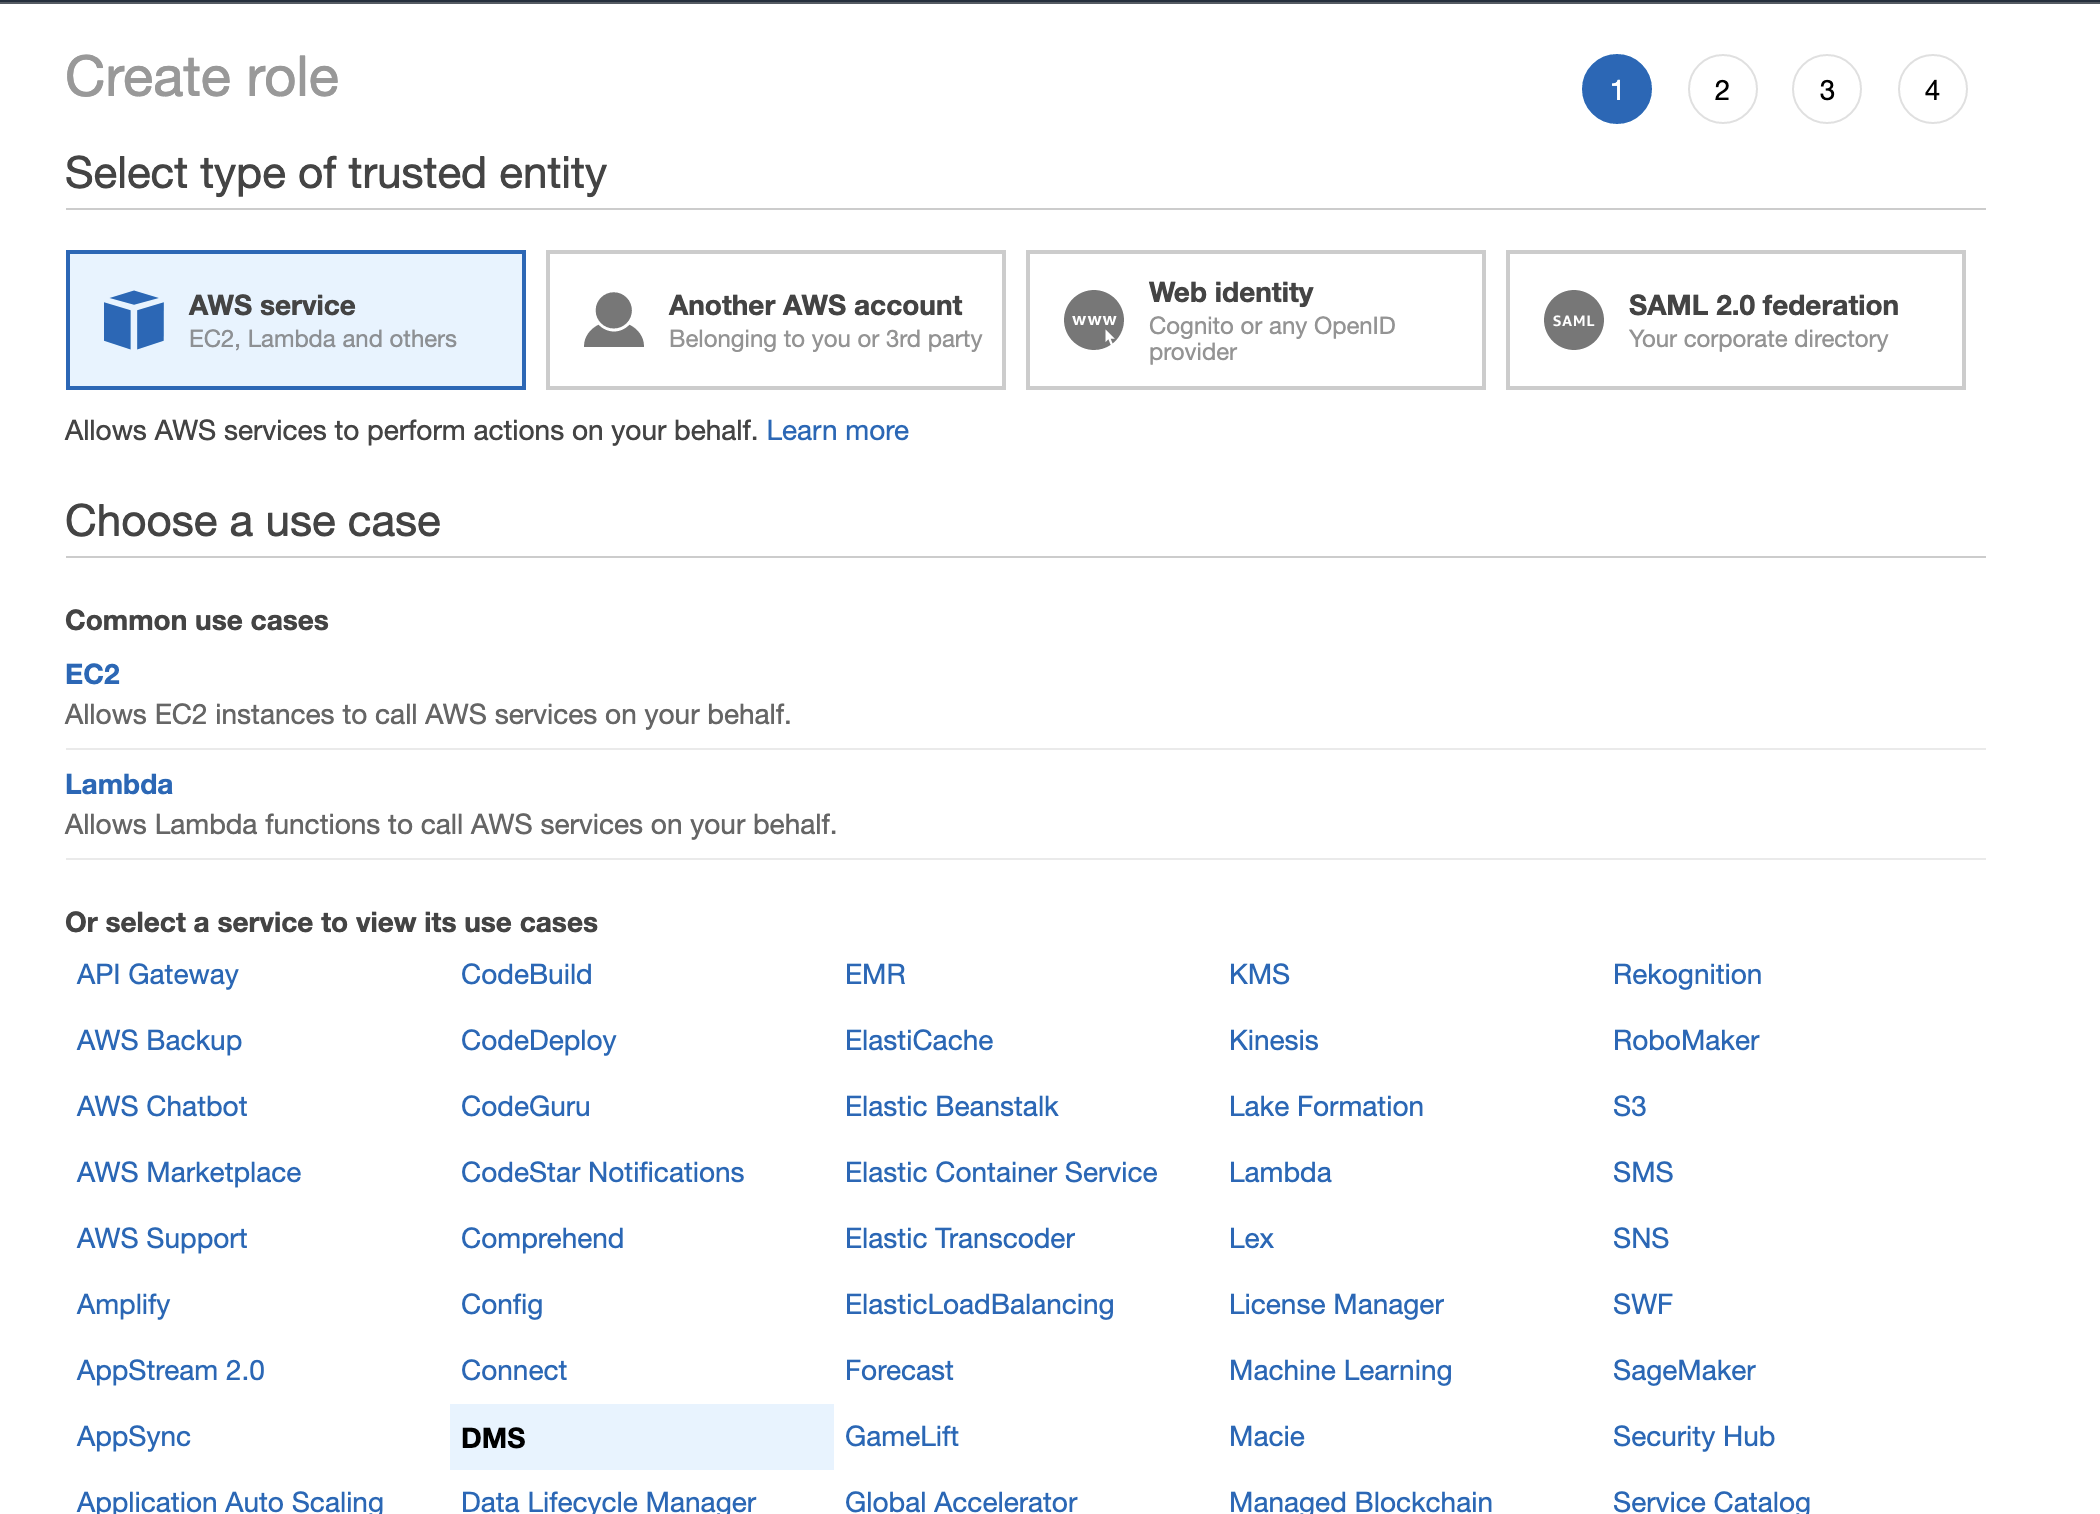 Create role
1 2 3 4
Select type of trusted entity
AWS service
EC2, Lambda and others
Another AWS account
Belonging to you or 3rd party
www
Web identity
Cognito or any OpenID
provider
SAML
SAML 2.0 federation
Your corporate directory
Allows AWS services to perform actions on your behalf. Learn more
Choose a use case
Common use cases
EC2
Allows EC2 instances to call AWS services on your behalf.
Lambda
Allows Lambda functions to call AWS services on your behalf.
Or select a service to view its use cases
API Gateway CodeBuild EMR KMS Rekognition
AWS Backup CodeDeploy ElastiCache Kinesis RoboMaker
AWS Chatbot CodeGuru Elastic Beanstalk Lake Formation S3
AWS Marketplace CodeStar Notifications Elastic Container Service Lambda SMS
AWS Support Comprehend Elastic Transcoder Lex SNS
Amplify Config ElasticLoadBalancing License Manager SWF
AppStream 2.0 Connect Forecast Machine Learning SageMaker
AppSync DMS GameLift Macie Security Hub
Application Auto Scaling Data Lifecycle Manager Global Accelerator Managed Blockchain Service Catalog